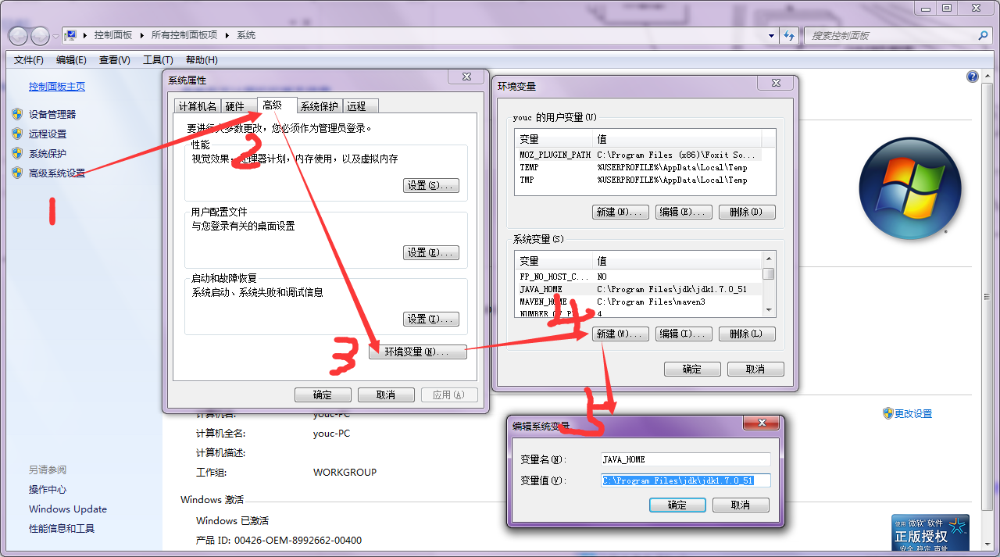 控制面板 ▸ 所有控制面板项 ▸ 系统
搜索控制面板
文件(F) 编辑(E) 查看(V) 工具(T) 帮助(H)
控制面板主页
设备管理器
远程设置
系统保护
高级系统设置
1
另请参阅
操作中心
Windows Update
性能信息和工具
系统属性
计算机名 硬件 高级 系统保护 远程
要进行大多数更改，您必须作为管理员登录。
2
性能
视觉效果，处理器计划，内存使用，以及虚拟内存
设置(S)...
用户配置文件
与您登录有关的桌面设置
设置(E)...
启动和故障恢复
系统启动、系统失败和调试信息
设置(T)...
3
环境变量(N)...
确定 取消 应用(A)
环境变量
youc 的用户变量(U)
变量 值
MOZ_PLUGIN_PATH C:\Program Files (x86)\Foxit So...
TEMP %USERPROFILE%\AppData\Local\Temp
TMP %USERPROFILE%\AppData\Local\Temp
新建(N)... 编辑(E)... 删除(D)
系统变量(S)
变量 值
FP_NO_HOST_C... NO
JAVA_HOME C:\Program Files\jdk\jdk1.7.0_51
MAVEN_HOME C:\Program Files\maven3
4
4
新建(W)... 编辑(I)... 删除(L)
确定 取消
5
编辑系统变量
变量名(N): JAVA_HOME
变量值(V): C:\Program Files\jdk\jdk1.7.0_51
确定 取消
计算机名: youc-PC
计算机全名: youc-PC
计算机描述:
工作组: WORKGROUP
更改设置
Windows 激活
Windows 已激活
产品 ID: 00426-OEM-8992662-00400
使用 微软 软件
正版授权
安全 稳定 声誉